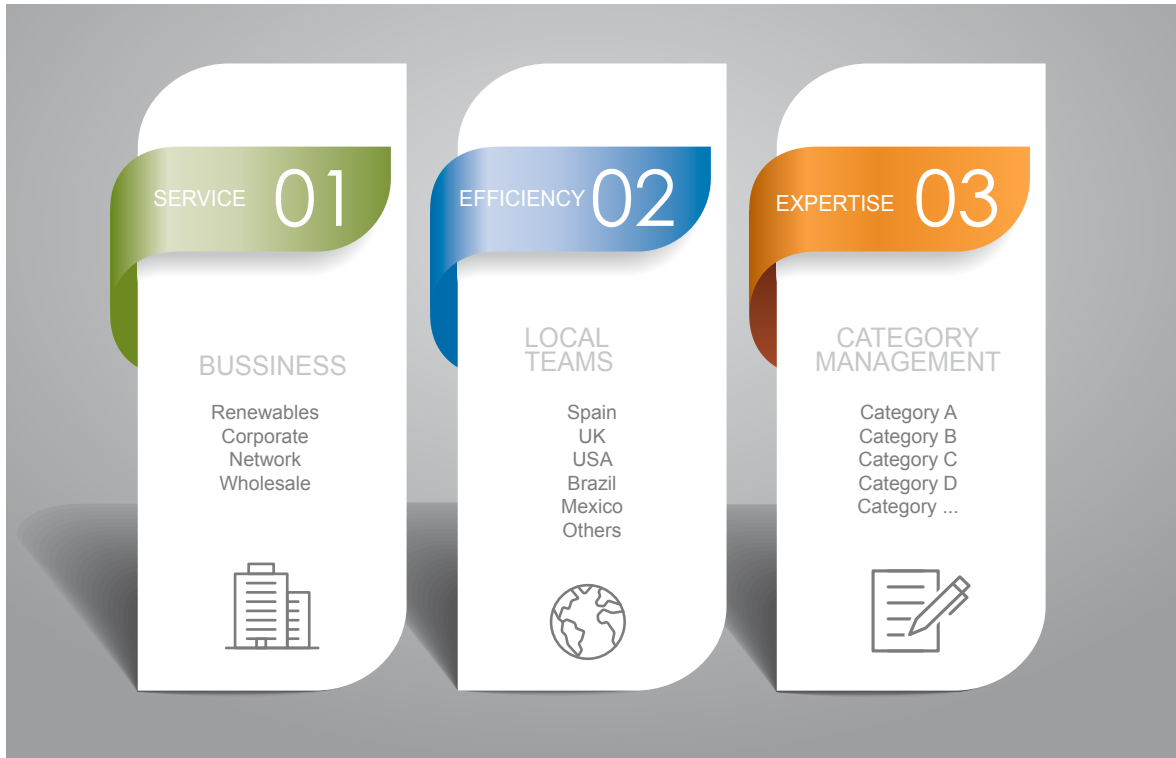 SERVICE 01
BUSSINESS
Renewables
Corporate
Network
Wholesale
EFFICIENCY 02
LOCAL
TEAMS
Spain
UK
USA
Brazil
Mexico
Others
EXPERTISE 03
CATEGORY
MANAGEMENT
Category A
Category B
Category C
Category D
Category ...